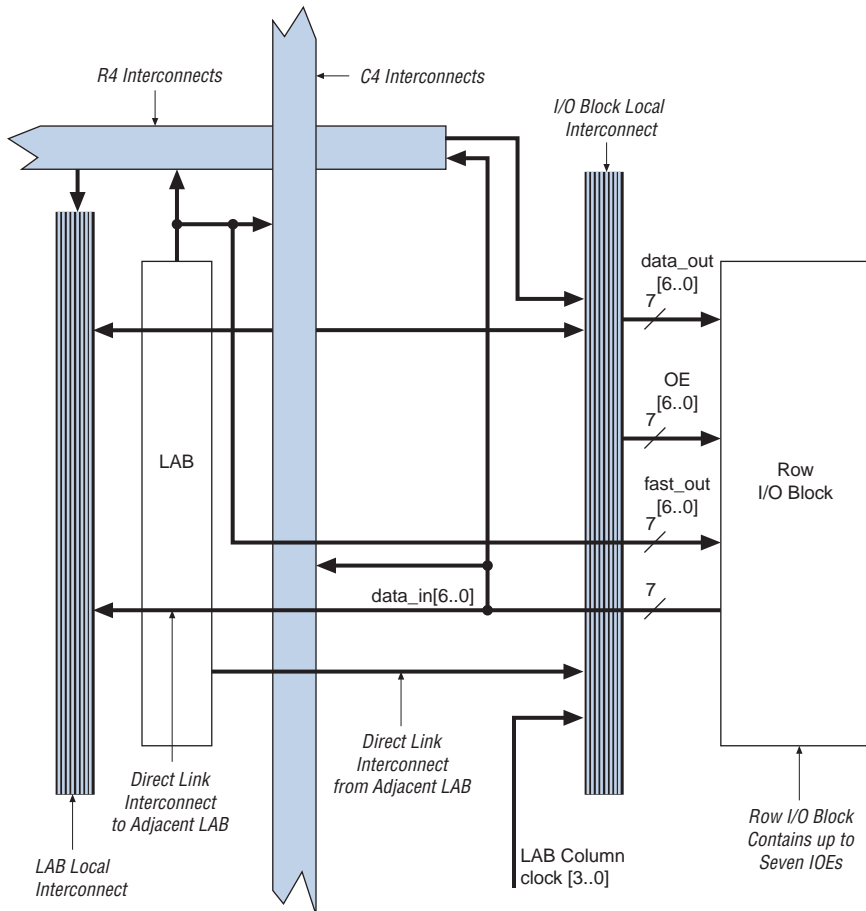 R4 Interconnects
C4 Interconnects
I/O Block Local
Interconnect
data_out
[6..0]
7
OE
[6..0]
7
LAB
Row
I/O Block
fast_out
[6..0]
7
data_in[6..0]
7
Direct Link
Interconnect
to Adjacent LAB
Direct Link
Interconnect
from Adjacent LAB
Row I/O Block
Contains up to
Seven IOEs
LAB Local
Interconnect
LAB Column
clock [3..0]